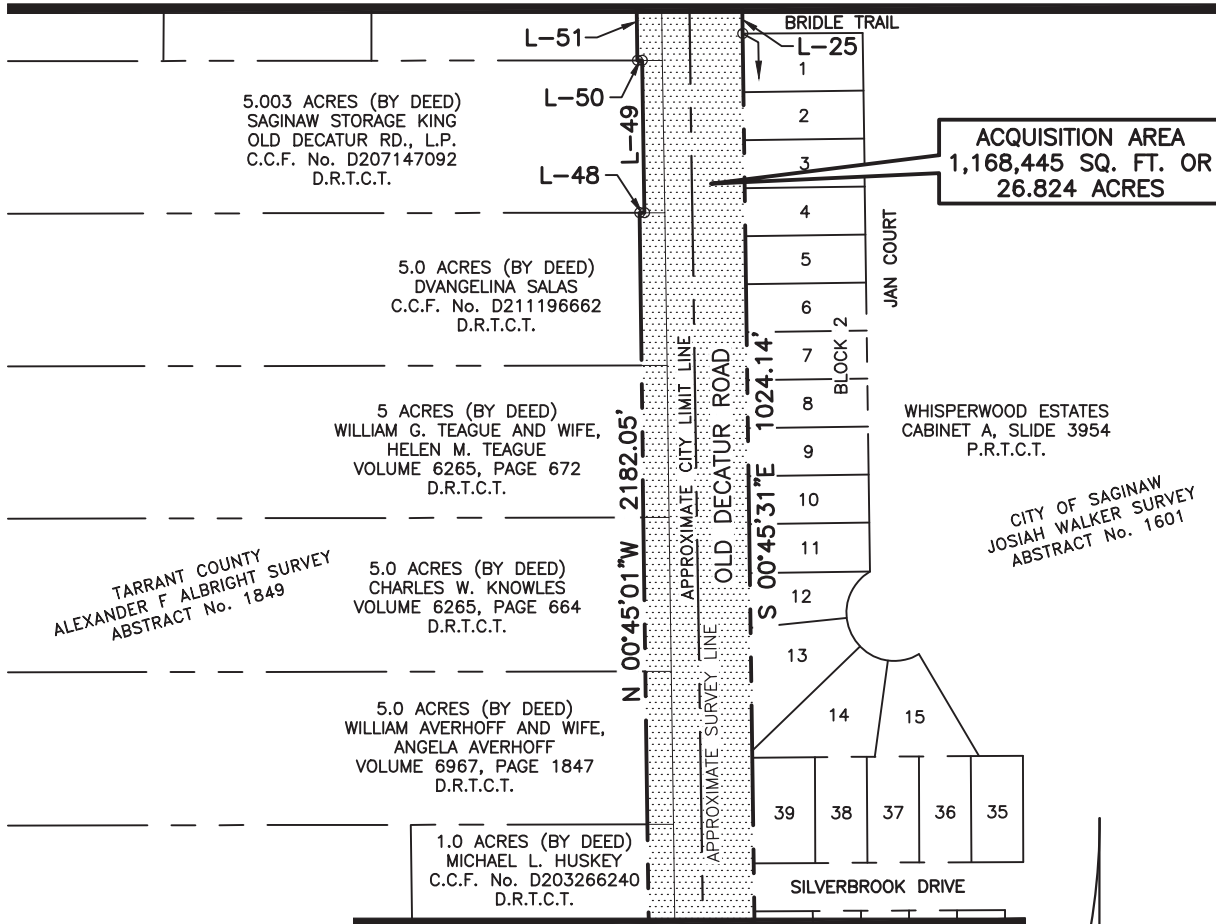 BRIDLE TRAIL
L-51
L-25
L-50
L-49
L-48
5.003 ACRES (BY DEED)
SAGINAW STORAGE KING
OLD DECATUR RD., L.P.
C.C.F. No. D207147092
D.R.T.C.T.
ACQUISITION AREA
1,168,445 SQ. FT. OR
26.824 ACRES
1
2
3
4
5
6
7
8
9
10
11
12
13
14
15
39
38
37
36
35
BLOCK 2
JAN COURT
5.0 ACRES (BY DEED)
DVANGELINA SALAS
C.C.F. No. D211196662
D.R.T.C.T.
5 ACRES (BY DEED)
WILLIAM G. TEAGUE AND WIFE,
HELEN M. TEAGUE
VOLUME 6265, PAGE 672
D.R.T.C.T.
N 00°45'01"W 2182.05'
APPROXIMATE CITY LIMIT LINE
OLD DECATUR ROAD
S 00°45'31"E 1024.14'
APPROXIMATE SURVEY LINE
WHISPERWOOD ESTATES
CABINET A, SLIDE 3954
P.R.T.C.T.
CITY OF SAGINAW
JOSIAH WALKER SURVEY
ABSTRACT No. 1601
TARRANT COUNTY
ALEXANDER F ALBRIGHT SURVEY
ABSTRACT No. 1849
5.0 ACRES (BY DEED)
CHARLES W. KNOWLES
VOLUME 6265, PAGE 664
D.R.T.C.T.
5.0 ACRES (BY DEED)
WILLIAM AVERHOFF AND WIFE,
ANGELA AVERHOFF
VOLUME 6967, PAGE 1847
D.R.T.C.T.
1.0 ACRES (BY DEED)
MICHAEL L. HUSKEY
C.C.F. No. D203266240
D.R.T.C.T.
SILVERBROOK DRIVE